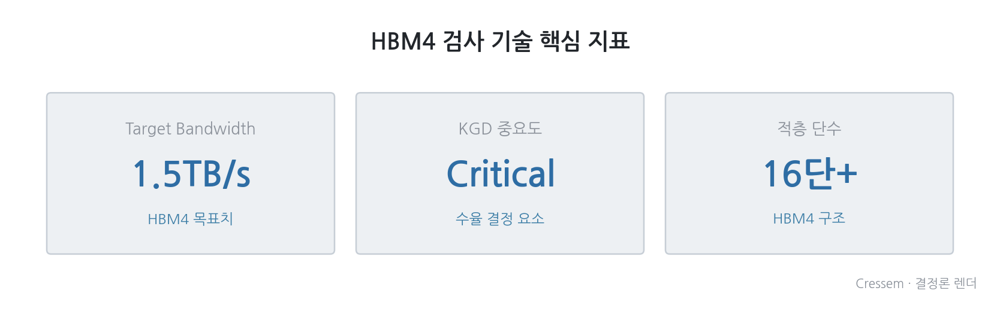 HBM4 검사 기술 핵심 지표
Target Bandwidth
1.5TB/s
HBM4 목표치
KGD 중요도
Critical
수율 결정 요소
적층 단수
16단+
HBM4 구조
Cressem · 결정론 렌더